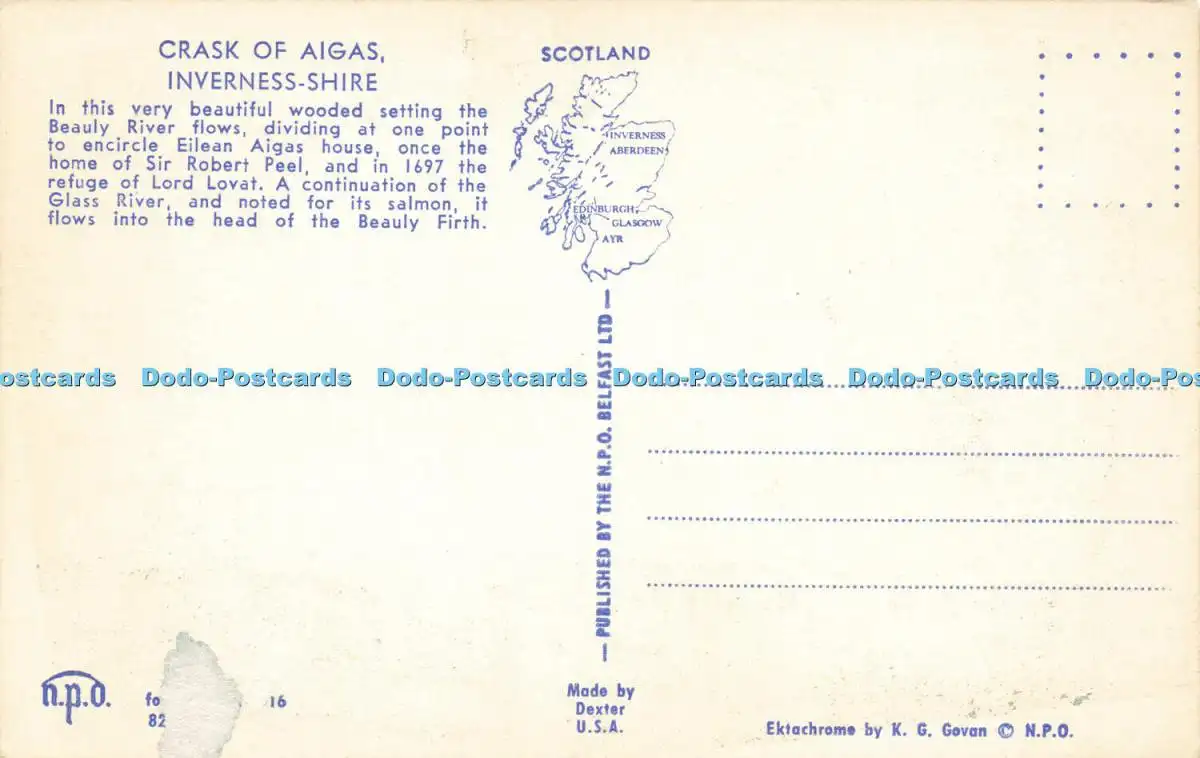 CRASK OF AIGAS,
INVERNESS-SHIRE
In this very beautiful wooded setting the
Beauly River flows, dividing at one point
to encircle Eilean Aigas house, once the
home of Sir Robert Peel, and in 1697 the
refuge of Lord Lovat. A continuation of the
Glass River, and noted for its salmon, it
flows into the head of the Beauly Firth.
SCOTLAND
INVERNESS
ABERDEEN
EDINBURGH
GLASGOW
AYR
— PUBLISHED BY THE N.P.O. BELFAST LTD —
ostcards Dodo-Postcards Dodo-Postcards Dodo-Postcards Dodo-Postcards Dodo-Pos
n.p.o.
fo 16
82
Made by
Dexter
U.S.A.
Ektachrome by K. G. Govan © N.P.O.